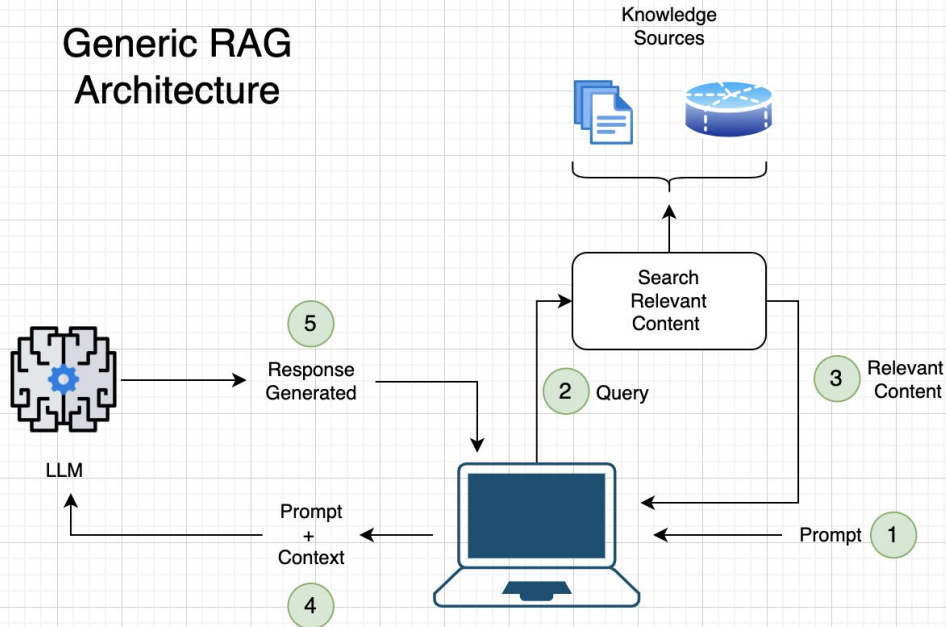 Generic RAG
Architecture
Knowledge
Sources
Search
Relevant
Content
5
Response
Generated
2
Query
3
Relevant
Content
LLM
Prompt
+
Context
4
Prompt
1